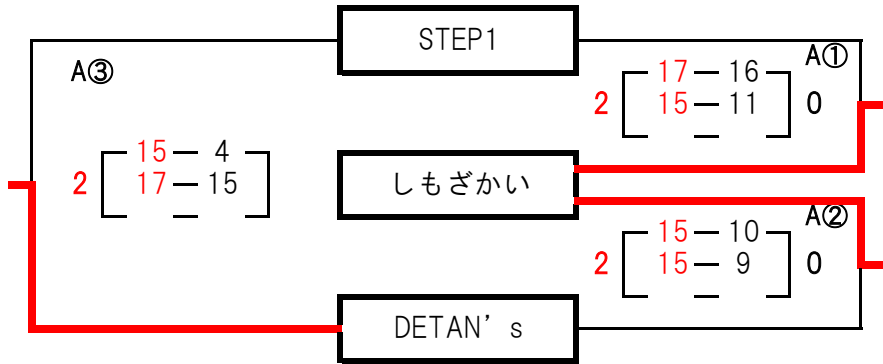 STEP1
A①
17 — 16
2 15 — 11 0
—
A③
15 — 4
2 17 — 15
—
しもざかい
A②
15 — 10
2 15 — 9 0
—
DETAN's